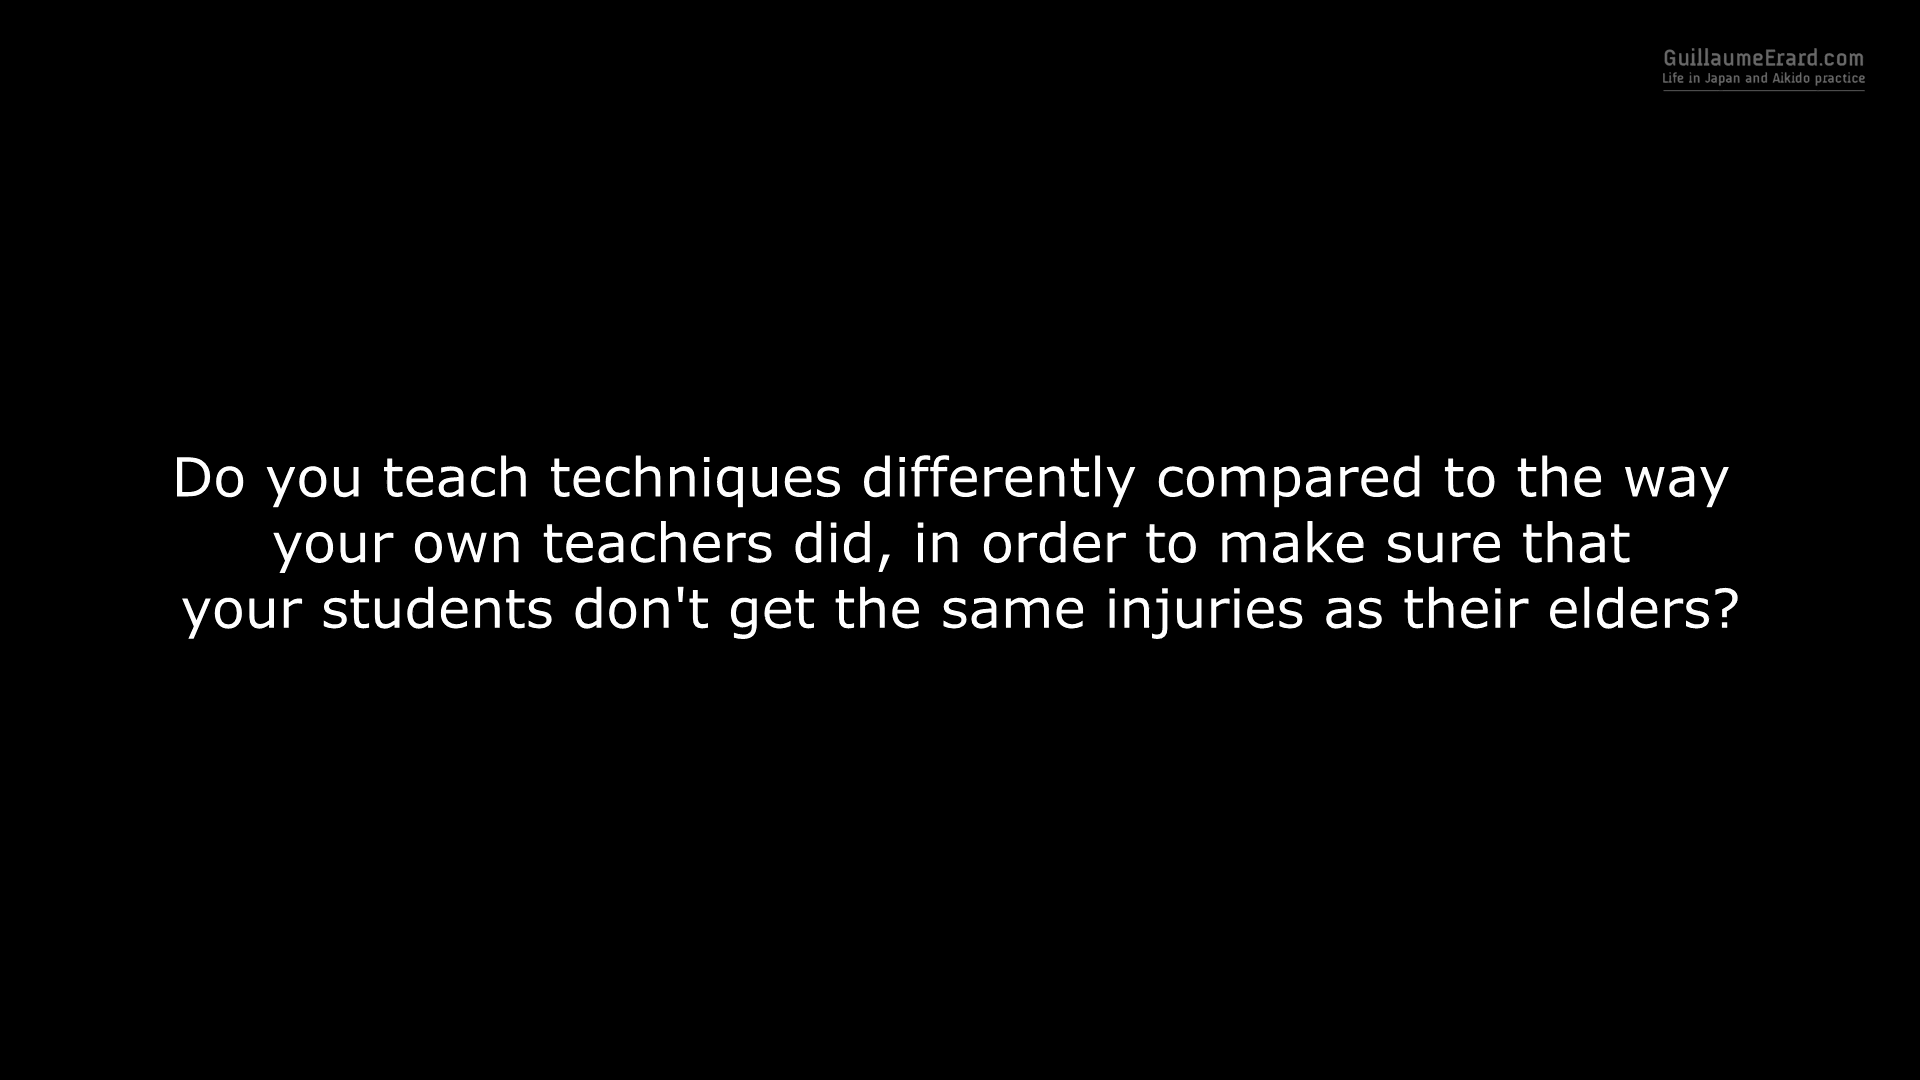 GuillaumeErard.com
Life in Japan and Aikido practice
Do you teach techniques differently compared to the way
your own teachers did, in order to make sure that
your students don't get the same injuries as their elders?